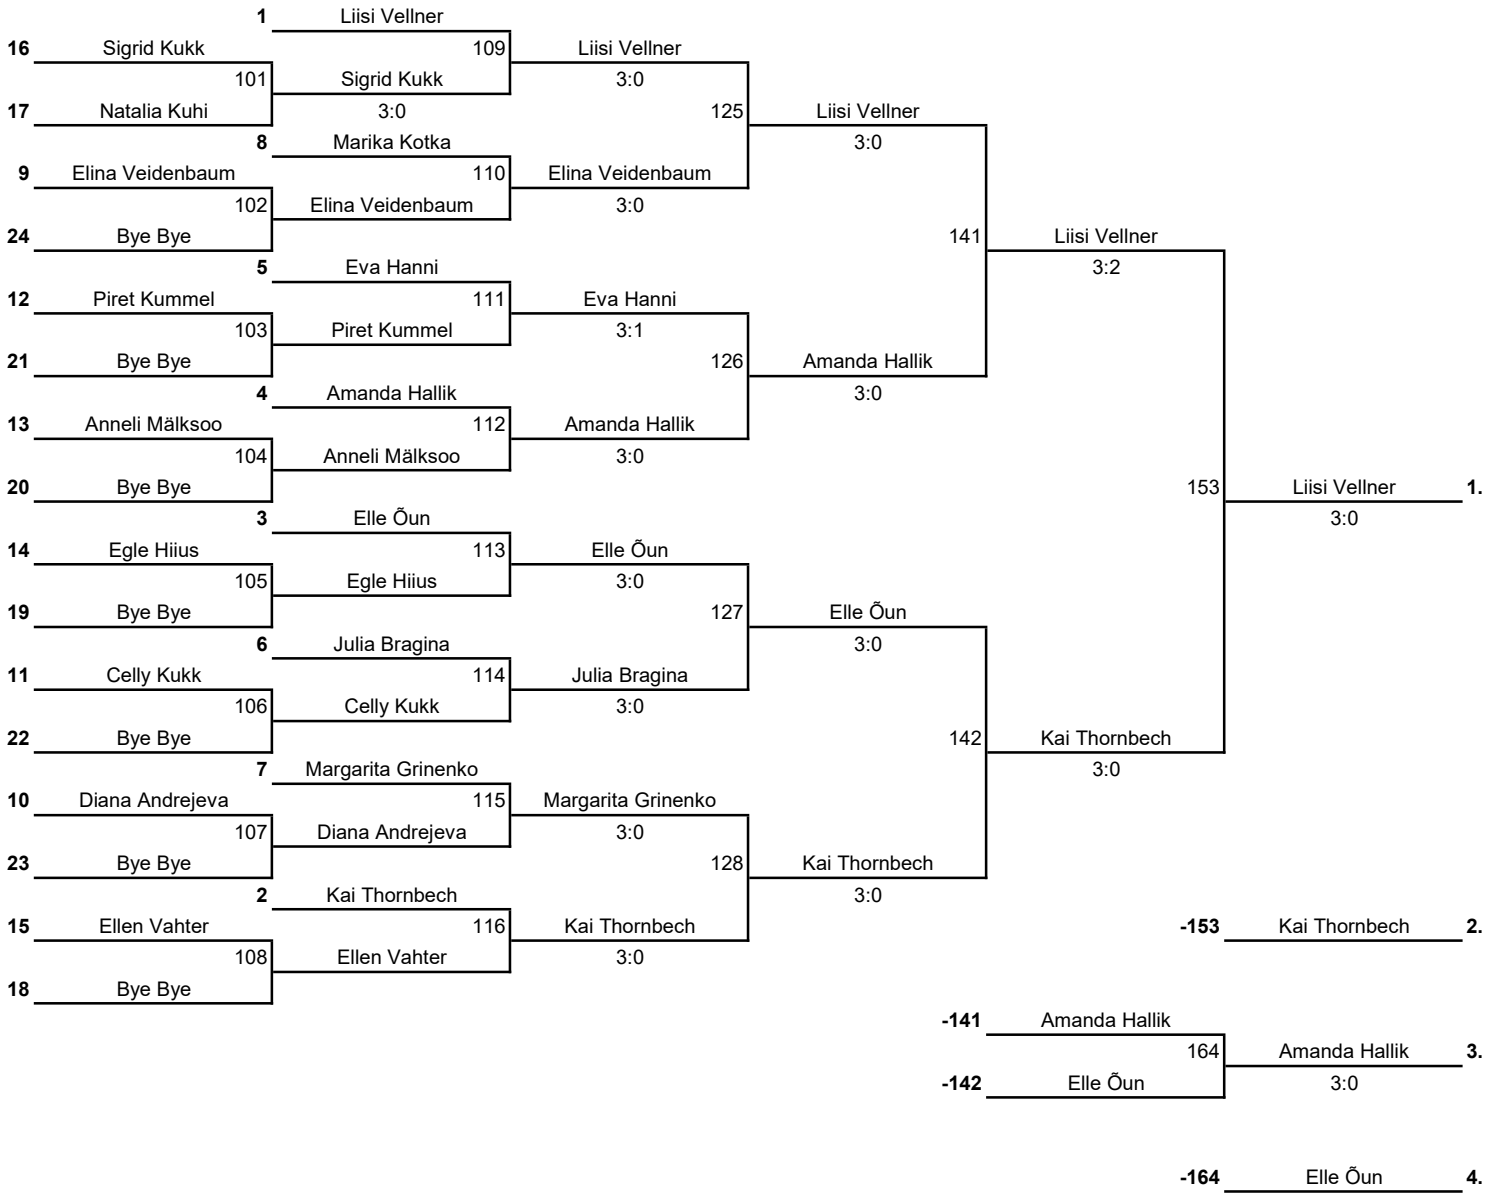 1 Liisi Vellner
16 Sigrid Kukk 109 Liisi Vellner
101 Sigrid Kukk 3:0
17 Natalia Kuhi 3:0 125 Liisi Vellner
8 Marika Kotka 3:0
9 Elina Veidenbaum 110 Elina Veidenbaum
102 Elina Veidenbaum 3:0
24 Bye Bye 141 Liisi Vellner
5 Eva Hanni 3:2
12 Piret Kummel 111 Eva Hanni
103 Piret Kummel 3:1
21 Bye Bye 126 Amanda Hallik
4 Amanda Hallik 3:0
13 Anneli Mälksoo 112 Amanda Hallik
104 Anneli Mälksoo 3:0
20 Bye Bye 153 Liisi Vellner 1.
3 Elle Õun 3:0
14 Egle Hiius 113 Elle Õun
105 Egle Hiius 3:0
19 Bye Bye 127 Elle Õun
6 Julia Bragina 3:0
11 Celly Kukk 114 Julia Bragina
106 Celly Kukk 3:0
22 Bye Bye 142 Kai Thornbech
7 Margarita Grinenko 3:0
10 Diana Andrejeva 115 Margarita Grinenko
107 Diana Andrejeva 3:0
23 Bye Bye 128 Kai Thornbech
2 Kai Thornbech 3:0
15 Ellen Vahter 116 Kai Thornbech -153 Kai Thornbech 2.
108 Ellen Vahter 3:0
18 Bye Bye
-141 Amanda Hallik
164 Amanda Hallik 3.
-142 Elle Õun 3:0
-164 Elle Õun 4.